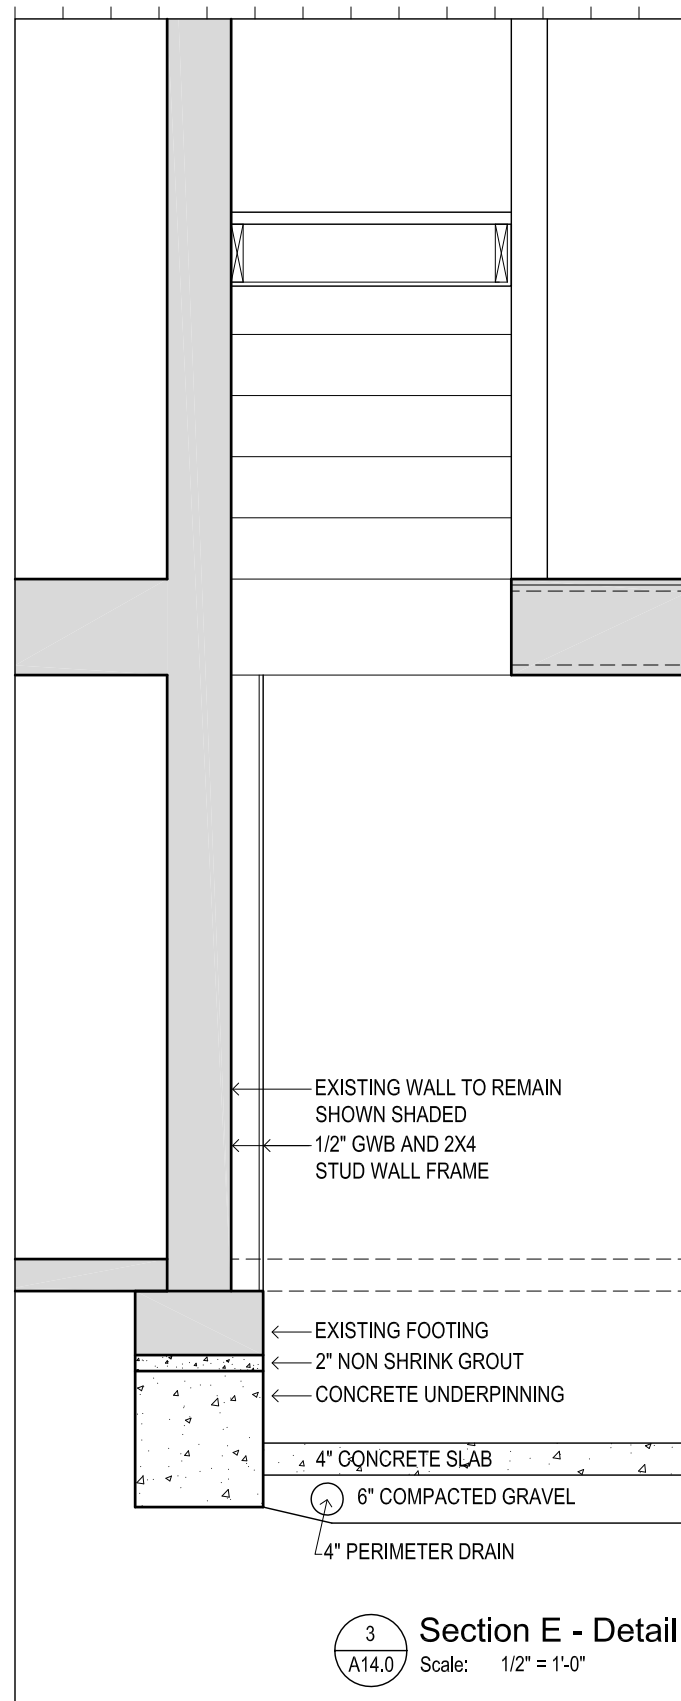 EXISTING WALL TO REMAIN
SHOWN SHADED
1/2" GWB AND 2X4
STUD WALL FRAME
EXISTING FOOTING
2" NON SHRINK GROUT
CONCRETE UNDERPINNING
4" CONCRETE SLAB
6" COMPACTED GRAVEL
4" PERIMETER DRAIN
3
A14.0
Section E - Detail
Scale: 1/2" = 1'-0"